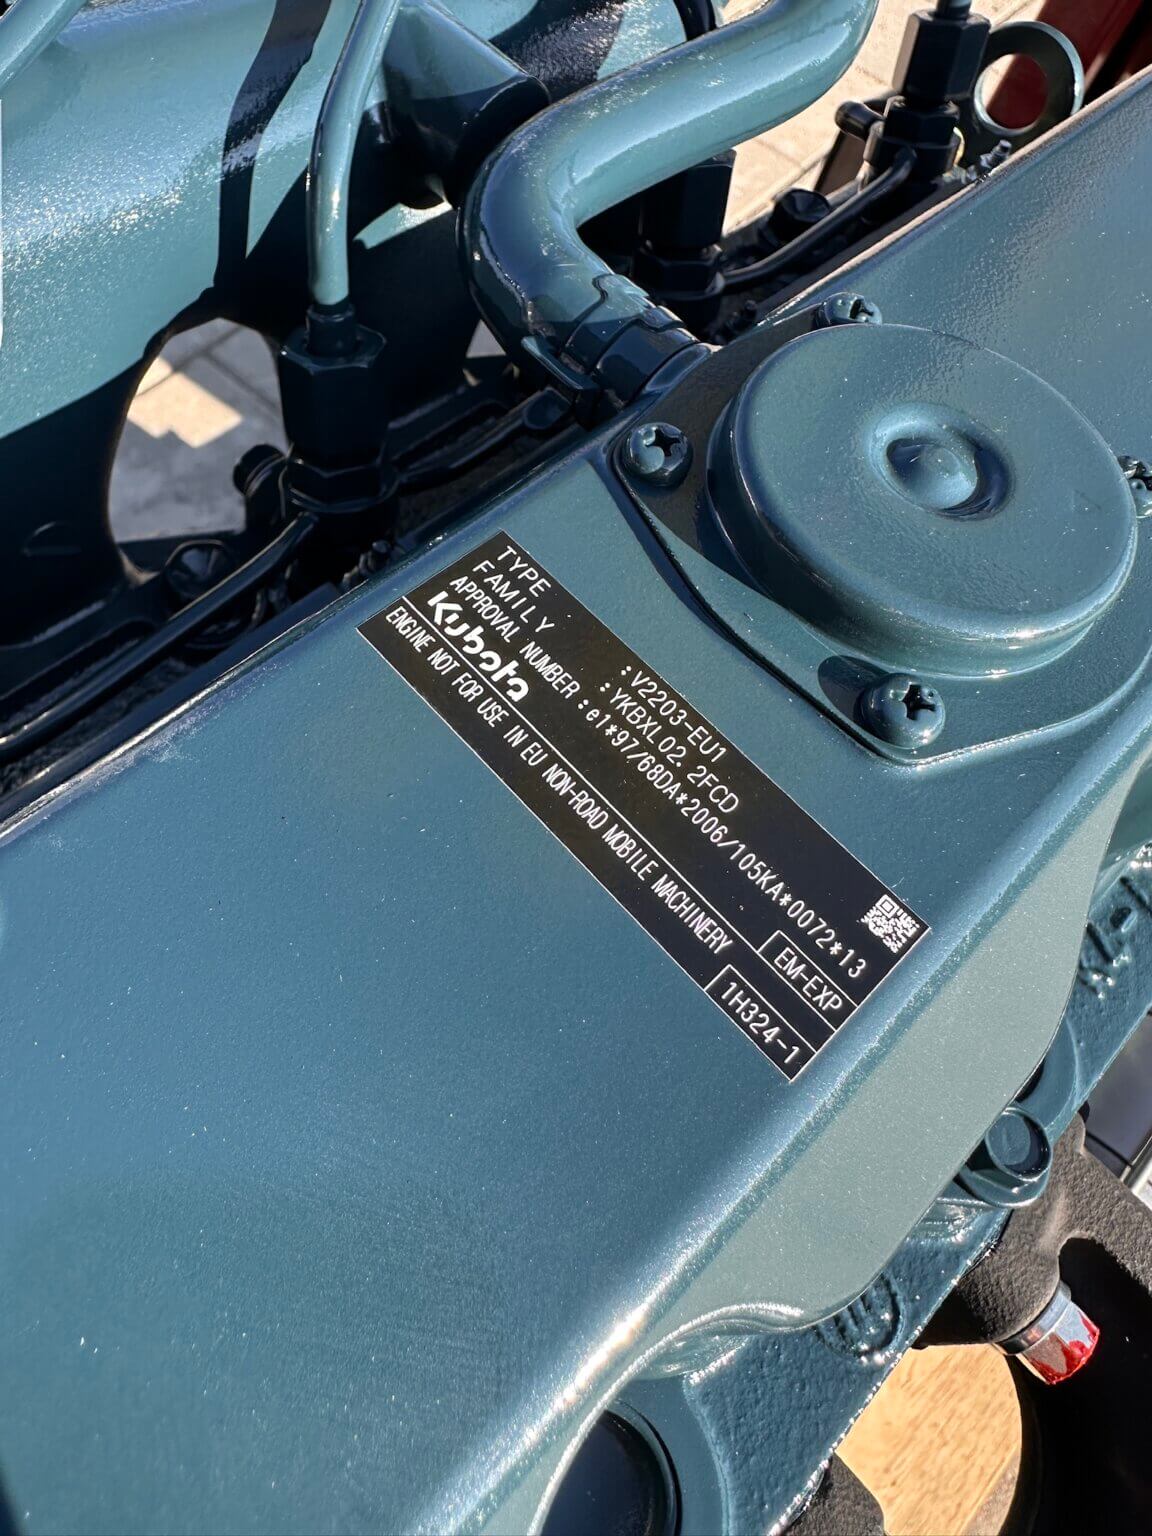 TYPE :V2203-EU1
FAMILY :YKBXL02.2FCD
APPROVAL NUMBER :e1*97/68DA*2006/105KA*0072*13
Kubota EM-EXP
ENGINE NOT FOR USE IN EU NON-ROAD MOBILE MACHINERY 1H324-1